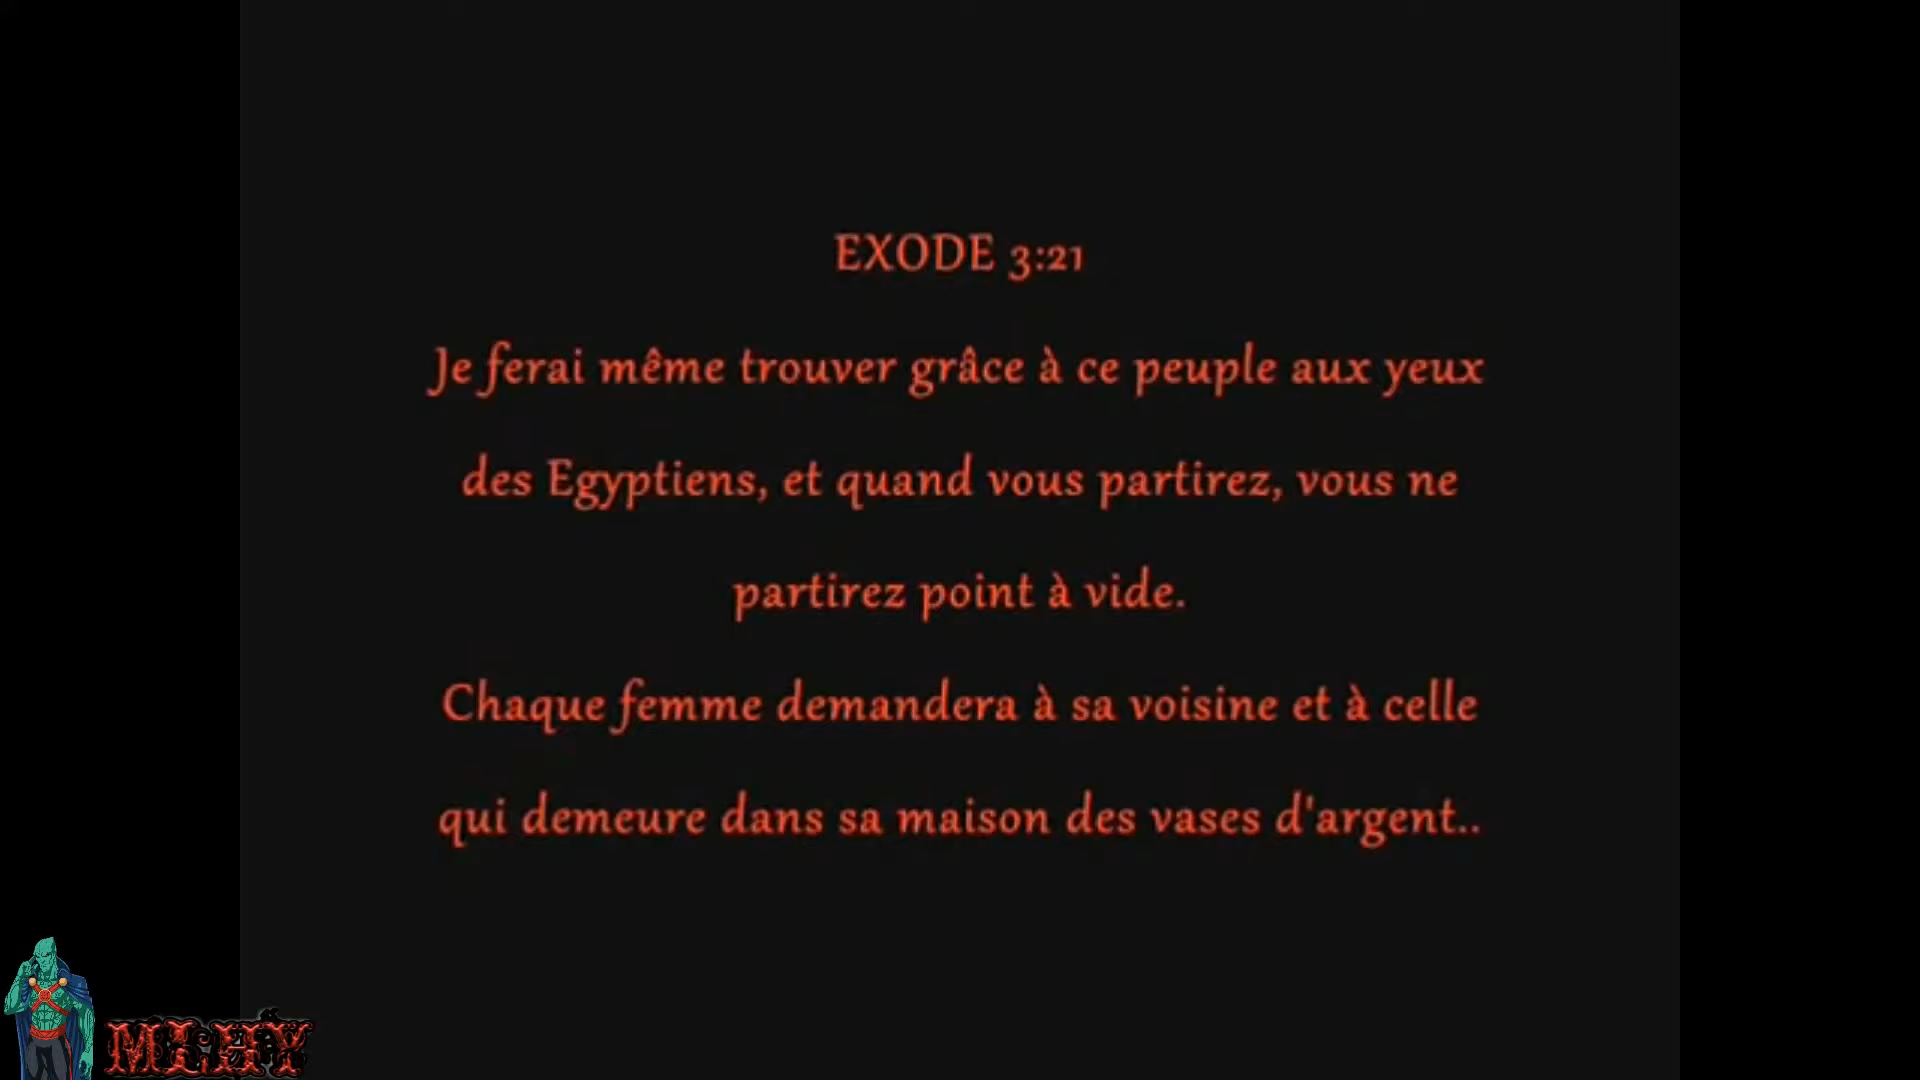 EXODE 3:21
Je ferai même trouver grâce à ce peuple aux yeux
des Egyptiens, et quand vous partirez, vous ne
partirez point à vide.
Chaque femme demandera à sa voisine et à celle
qui demeure dans sa maison des vases d'argent..
MLHY